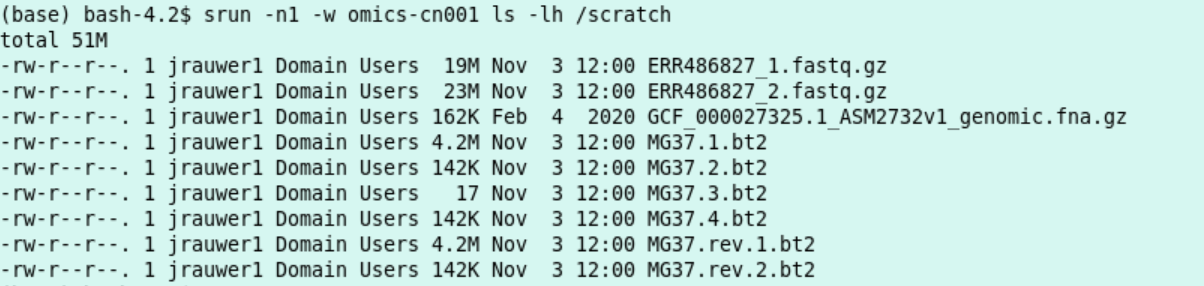 (base) bash-4.2$ srun -n1 -w omics-cn001 ls -lh /scratch
total 51M
-rw-r--r--. 1 jrauwer1 Domain Users  19M Nov  3 12:00 ERR486827_1.fastq.gz
-rw-r--r--. 1 jrauwer1 Domain Users  23M Nov  3 12:00 ERR486827_2.fastq.gz
-rw-r--r--. 1 jrauwer1 Domain Users 162K Feb  4  2020 GCF_000027325.1_ASM2732v1_genomic.fna.gz
-rw-r--r--. 1 jrauwer1 Domain Users 4.2M Nov  3 12:00 MG37.1.bt2
-rw-r--r--. 1 jrauwer1 Domain Users 142K Nov  3 12:00 MG37.2.bt2
-rw-r--r--. 1 jrauwer1 Domain Users   17 Nov  3 12:00 MG37.3.bt2
-rw-r--r--. 1 jrauwer1 Domain Users 142K Nov  3 12:00 MG37.4.bt2
-rw-r--r--. 1 jrauwer1 Domain Users 4.2M Nov  3 12:00 MG37.rev.1.bt2
-rw-r--r--. 1 jrauwer1 Domain Users 142K Nov  3 12:00 MG37.rev.2.bt2